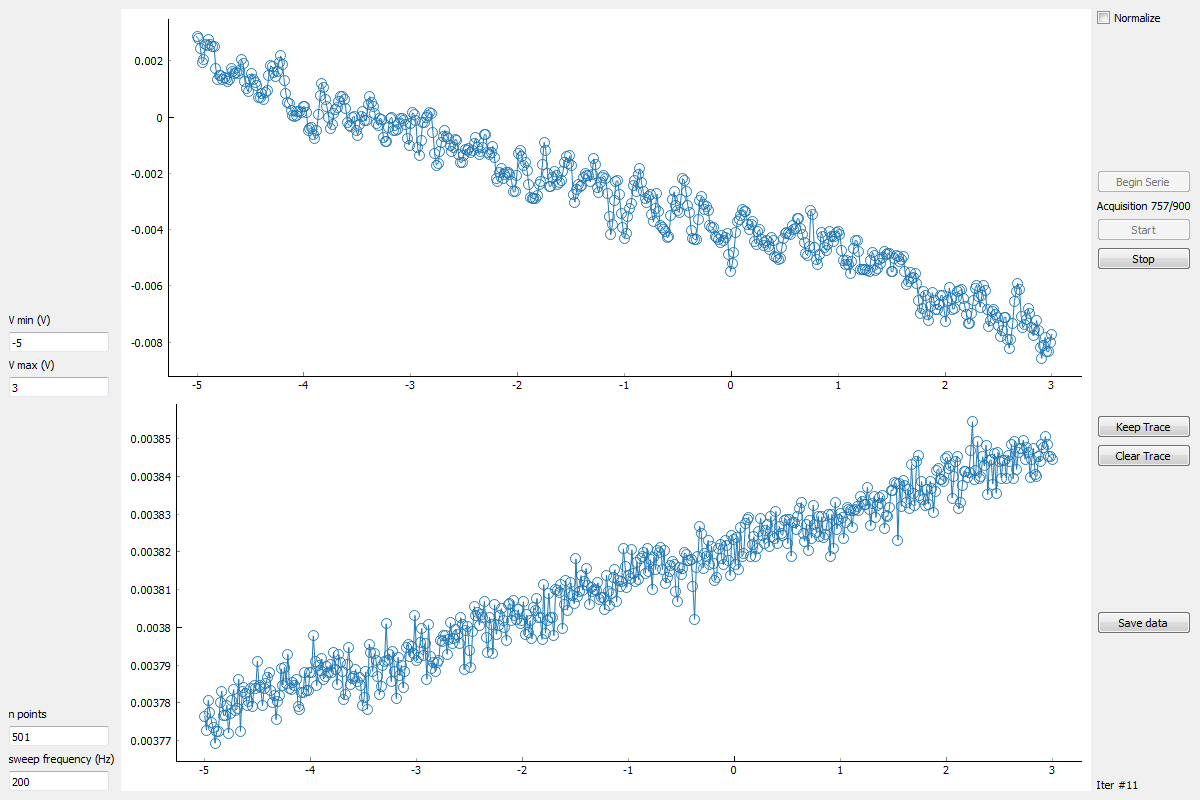 Normalize
0.002
0
-0.002
-0.004
-0.006
-0.008
-5 -4 -3 -2 -1 0 1 2 3
Begin Serie
Acquisition 757/900
Start
Stop
V min (V)
-5
V max (V)
3
0.00385
0.00384
0.00383
0.00382
0.00381
0.0038
0.00379
0.00378
0.00377
-5 -4 -3 -2 -1 0 1 2 3
Keep Trace
Clear Trace
Save data
n points
501
sweep frequency (Hz)
200
Iter #11